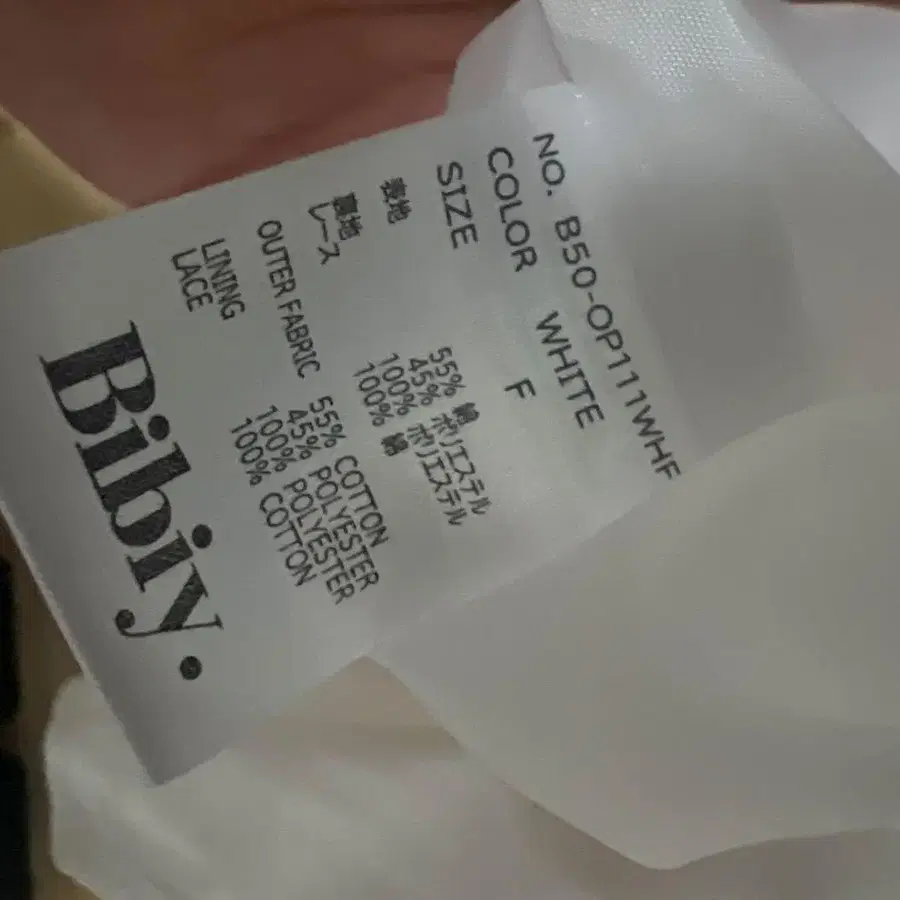 NO. B50-OP111WHF
COLOR WHITE
SIZE F
表地 55% 綿
45% ポリエステル
裏地 100% ポリエステル
レース 100% 綿
OUTER FABRIC 55% COTTON
45% POLYESTER
LINING 100% POLYESTER
LACE 100% COTTON
Bibiy.